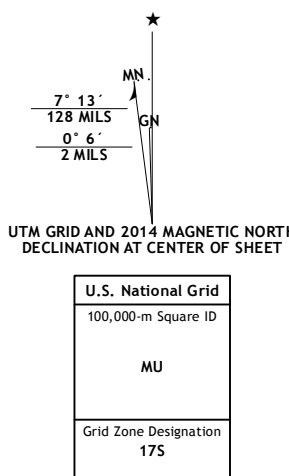 ★
MN
7° 13´
128 MILS
GN
0° 6´
2 MILS
UTM GRID AND 2014 MAGNETIC NORTH
DECLINATION AT CENTER OF SHEET
U.S. National Grid
100,000-m Square ID
MU
Grid Zone Designation
17S